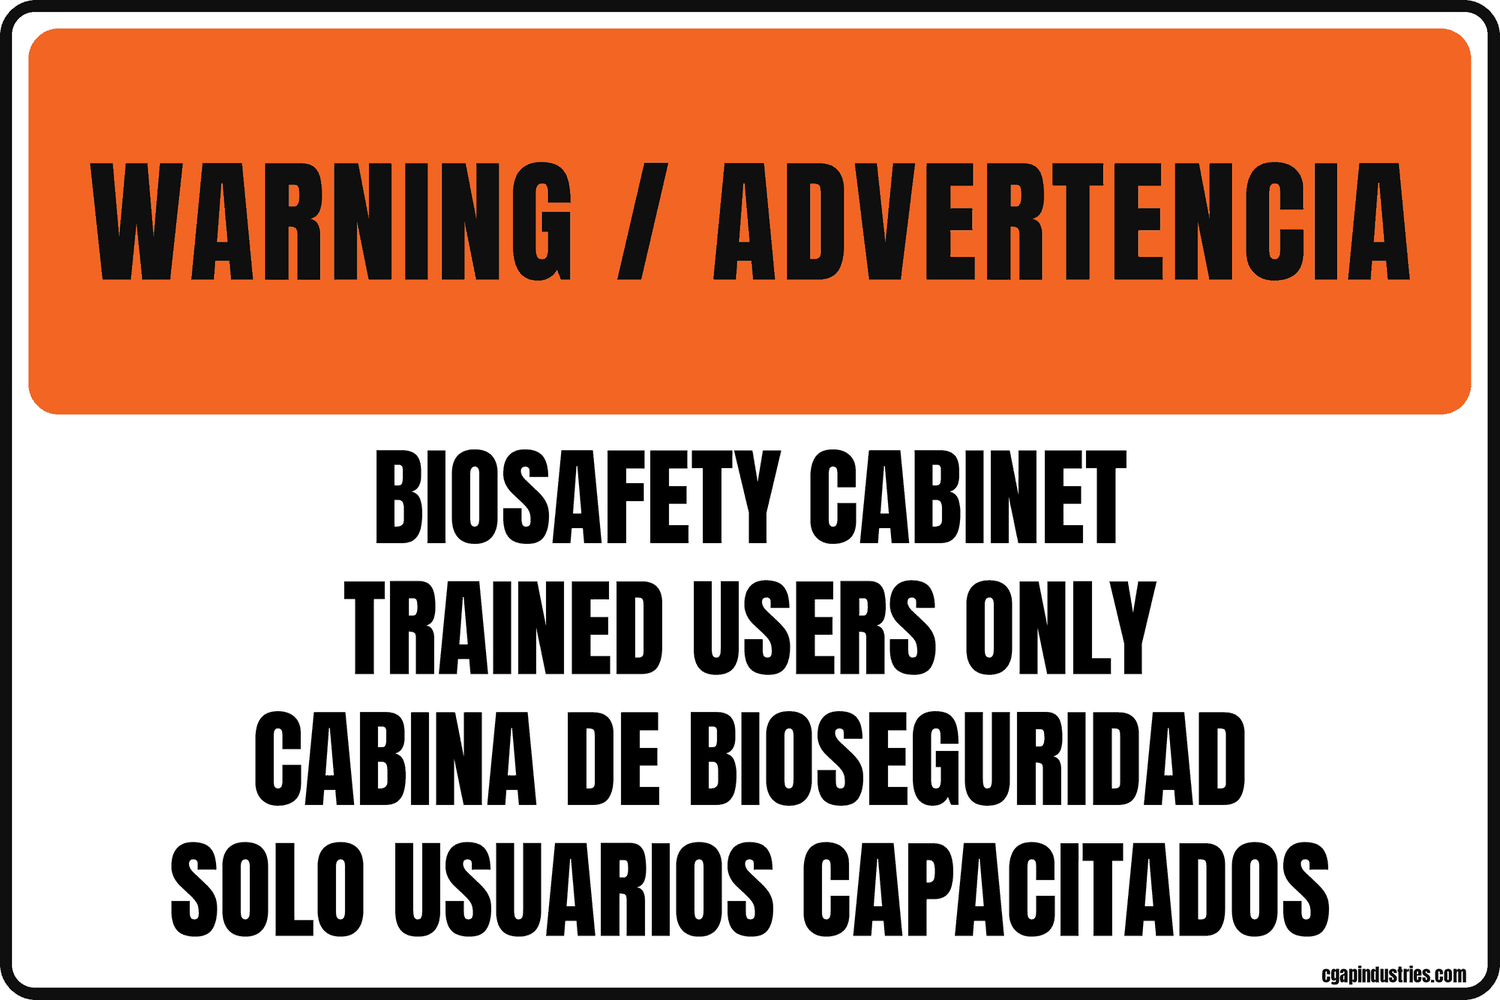 WARNING / ADVERTENCIA
BIOSAFETY CABINET
TRAINED USERS ONLY
CABINA DE BIOSEGURIDAD
SOLO USUARIOS CAPACITADOS
cgapindustries.com